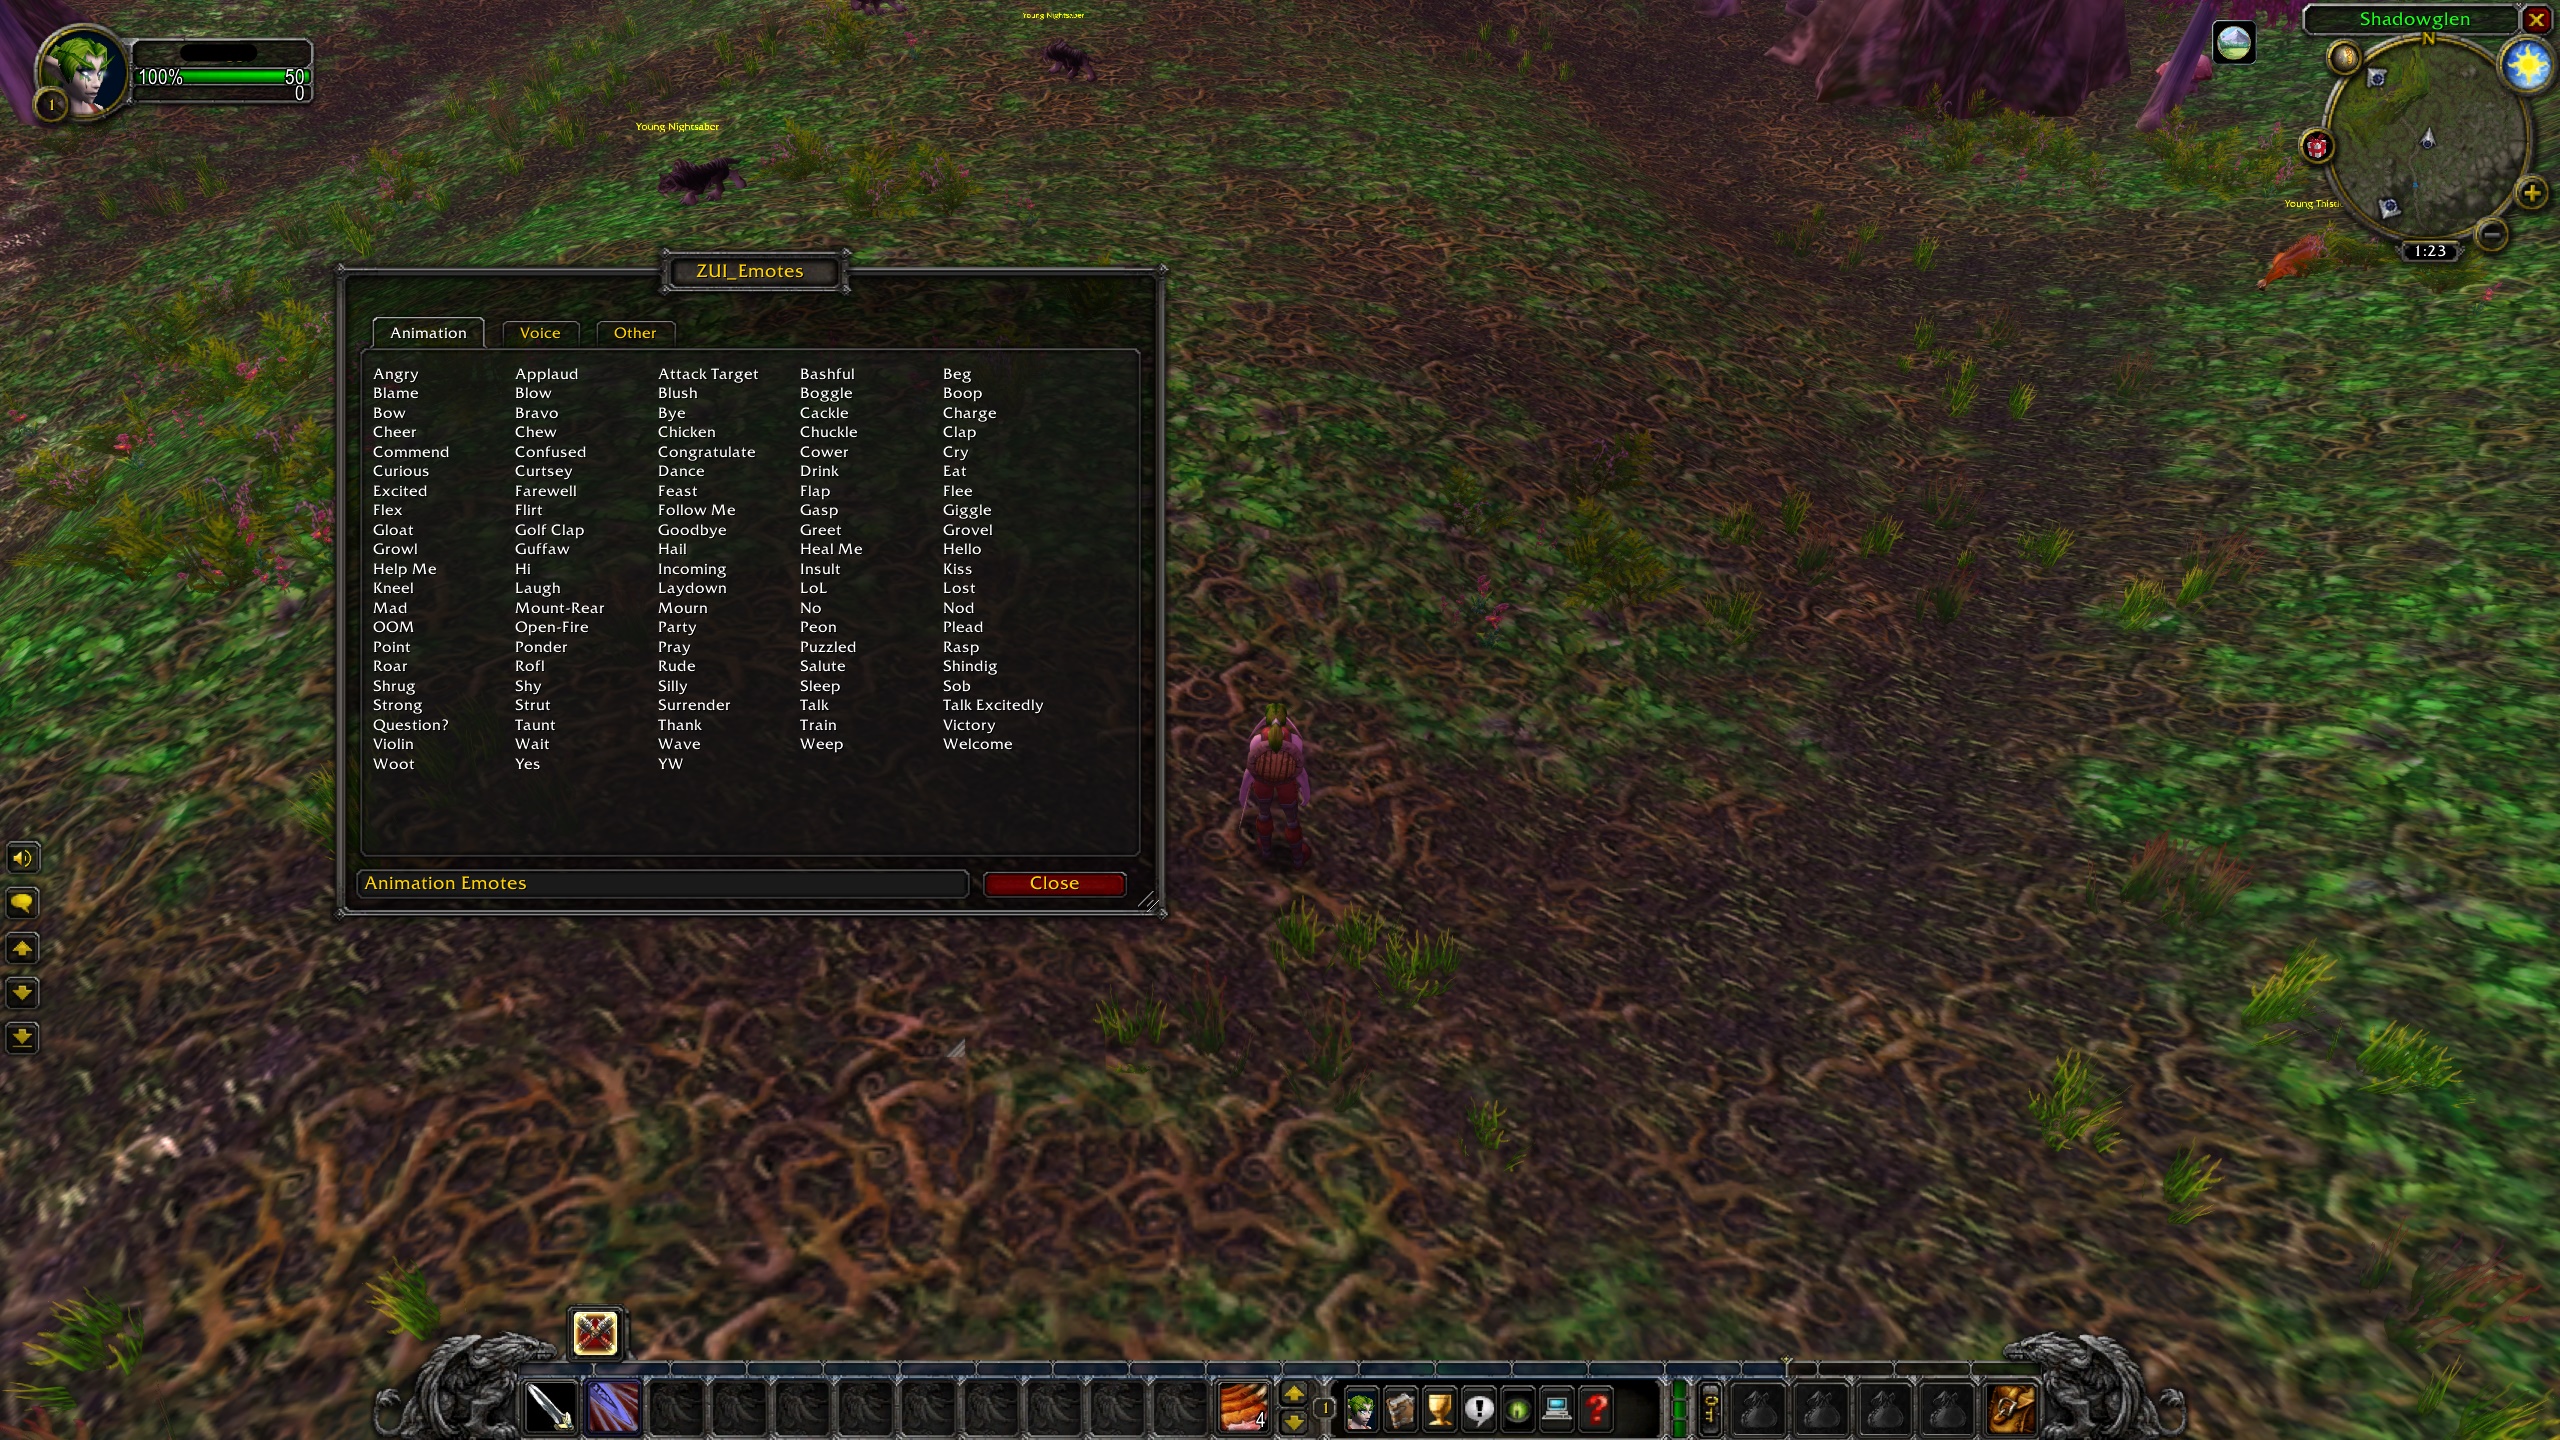 Young Nightsaber
Shadowglen
N
100% 50
0
1
Young Nightsaber
1:23
ZUI_Emotes
Animation Voice Other
Angry Applaud Attack Target Bashful Beg
Blame Blow Blush Boggle Boop
Bow Bravo Bye Cackle Charge
Cheer Chew Chicken Chuckle Clap
Commend Confused Congratulate Cower Cry
Curious Curtsey Dance Drink Eat
Excited Farewell Feast Flap Flee
Flex Flirt Follow Me Gasp Giggle
Gloat Golf Clap Goodbye Greet Grovel
Growl Guffaw Hail Heal Me Hello
Help Me Hi Incoming Insult Kiss
Kneel Laugh Laydown LoL Lost
Mad Mount-Rear Mourn No Nod
OOM Open-Fire Party Peon Plead
Point Ponder Pray Puzzled Rasp
Roar Rofl Rude Salute Shindig
Shrug Shy Silly Sleep Sob
Strong Strut Surrender Talk Talk Excitedly
Question? Taunt Thank Train Victory
Violin Wait Wave Weep Welcome
Woot Yes YW
Animation Emotes Close
4 1